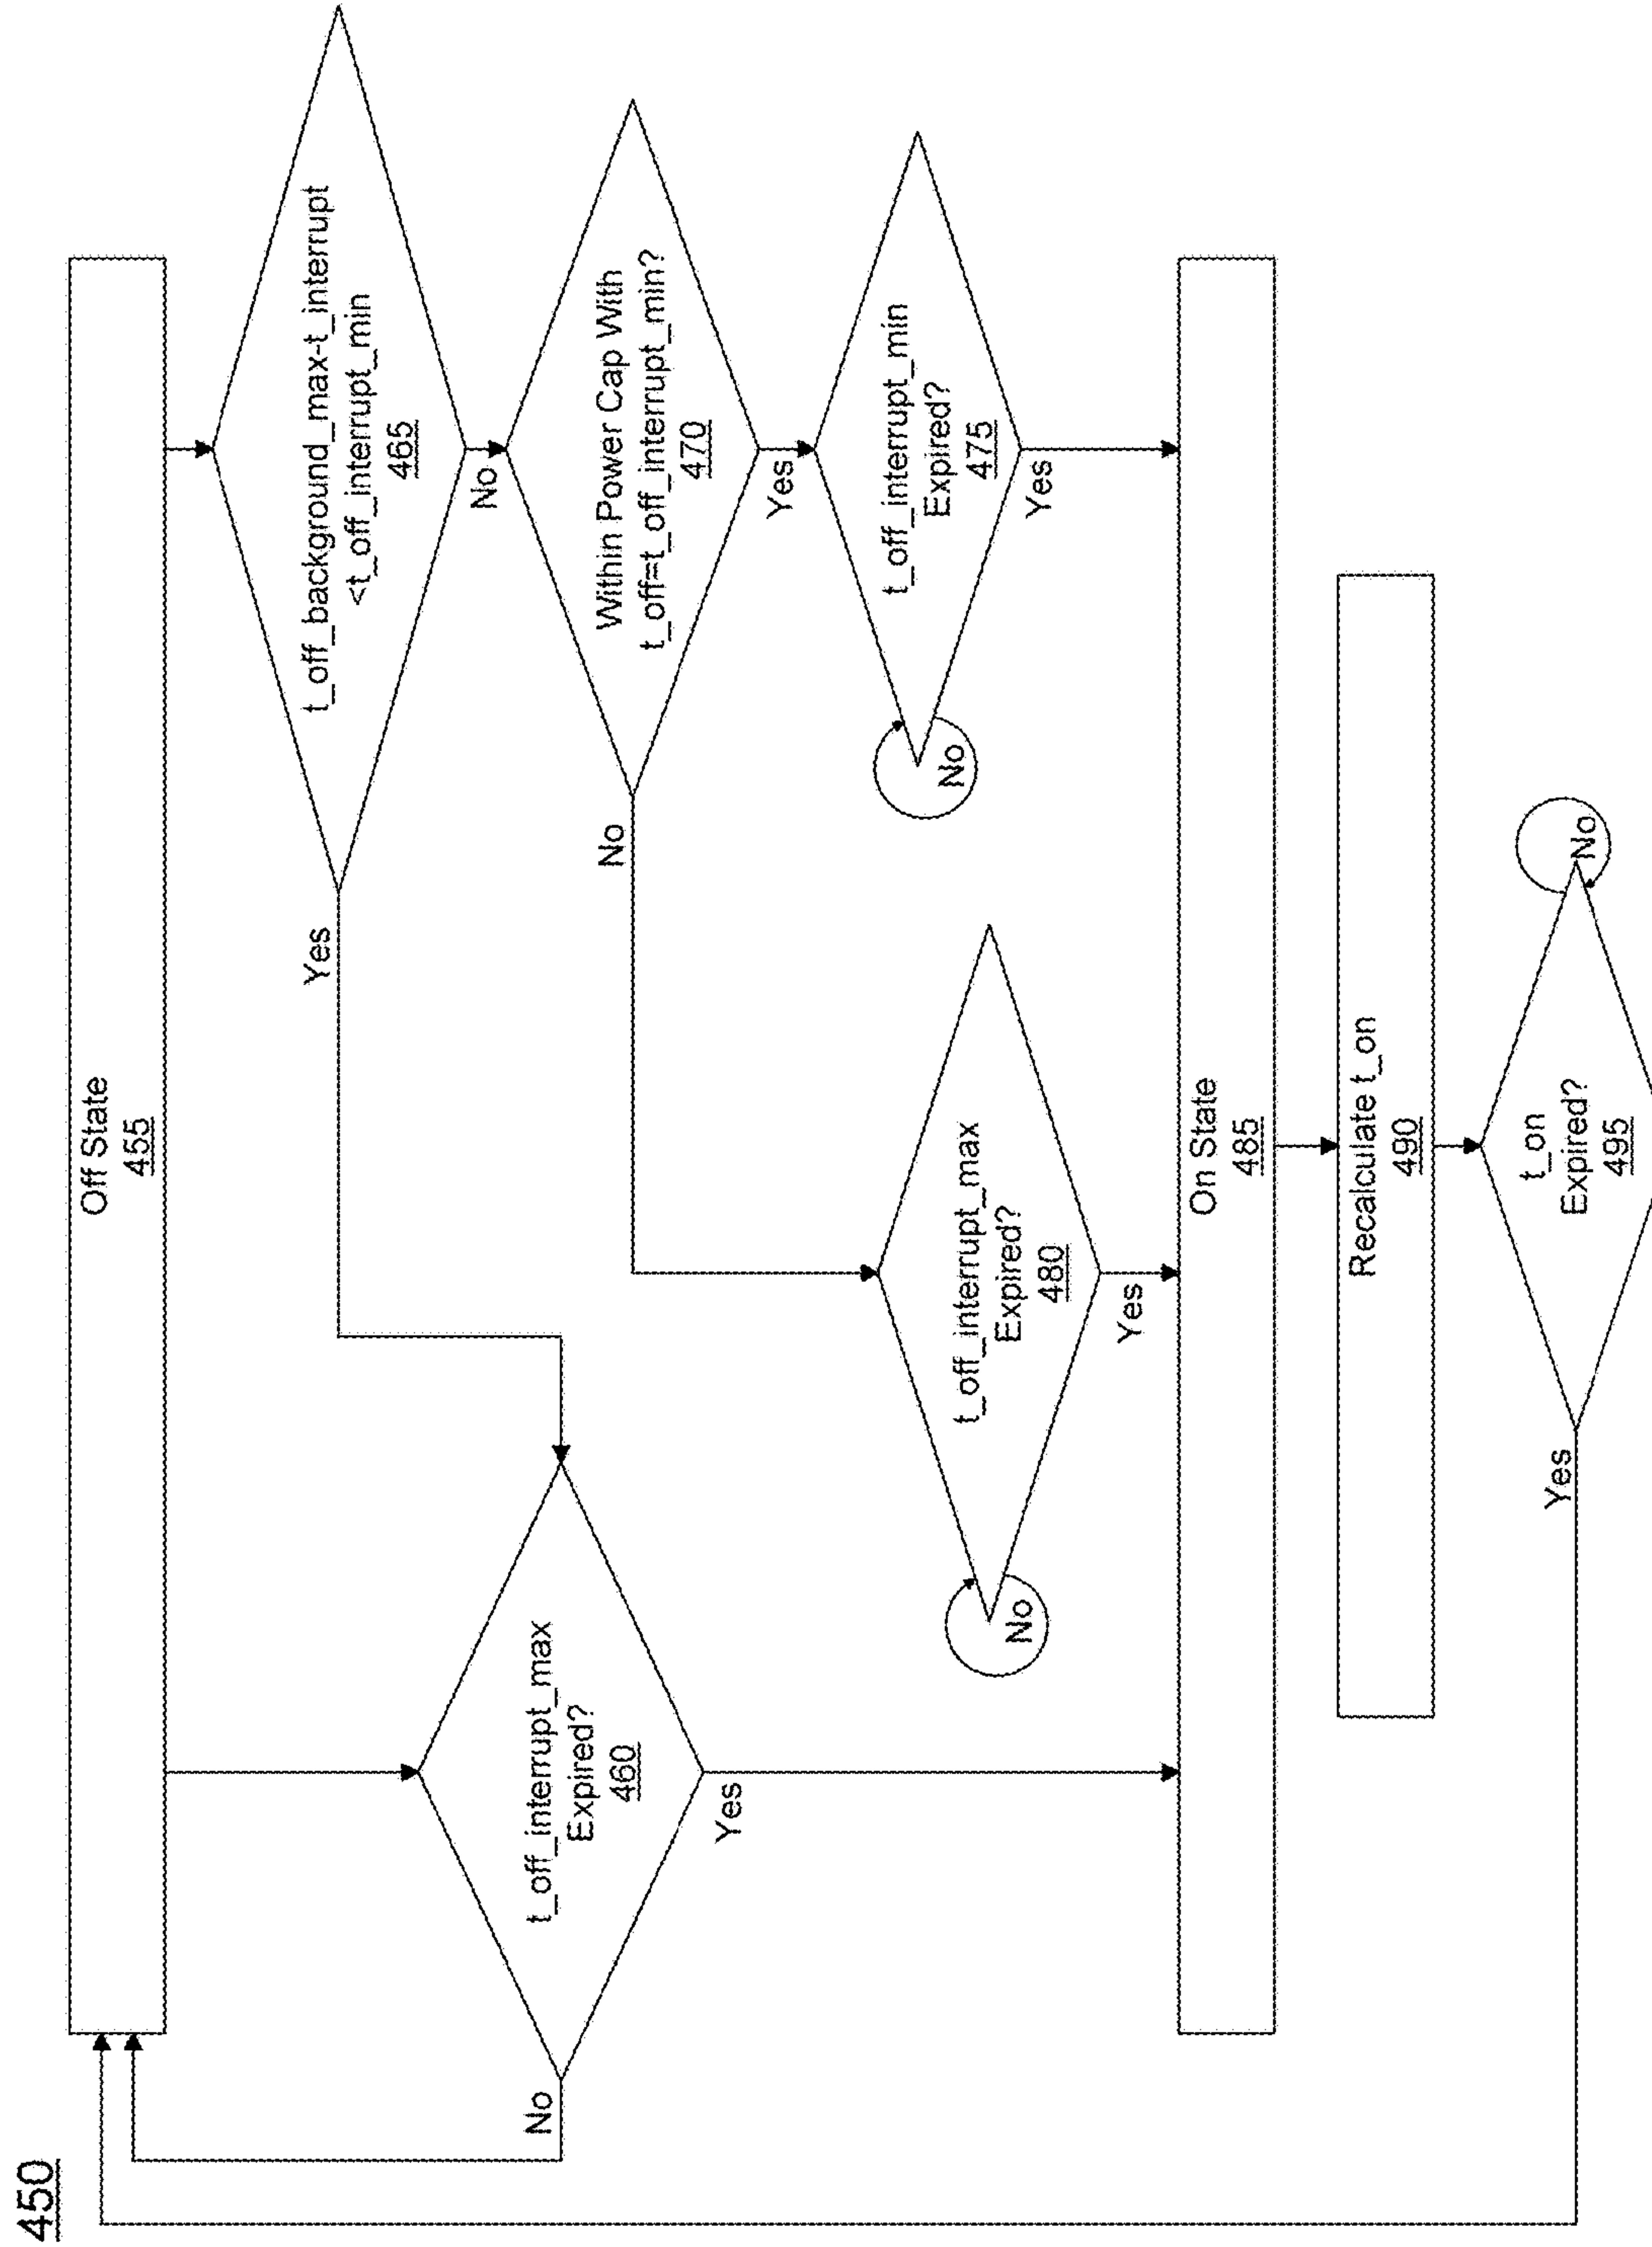 450
Off State
455
t_off_background_max-t_interrupt
<t_off_interrupt_min
465
Yes
No
t_off_interrupt_max
Expired?
460
No
Yes
Within Power Cap With
t_off=t_off_interrupt_min?
470
No
Yes
t_off_interrupt_min
Expired?
475
No
Yes
t_off_interrupt_max
Expired?
480
No
Yes
On State
485
Recalculate t_on
490
t_on
Expired?
495
No
Yes